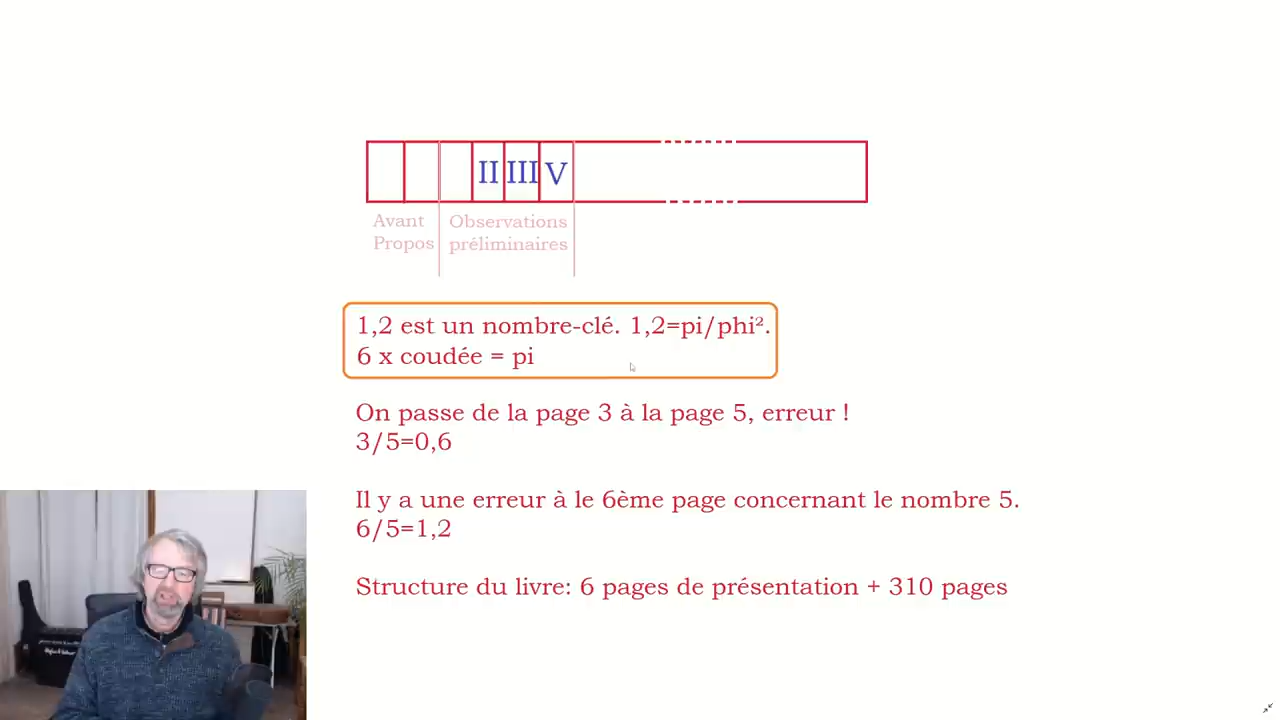 II III V
Avant
Propos
Observations
préliminaires
1,2 est un nombre-clé. 1,2=pi/phi².
6 x coudée = pi
On passe de la page 3 à la page 5, erreur !
3/5=0,6
Il y a une erreur à le 6ème page concernant le nombre 5.
6/5=1,2
Structure du livre: 6 pages de présentation + 310 pages